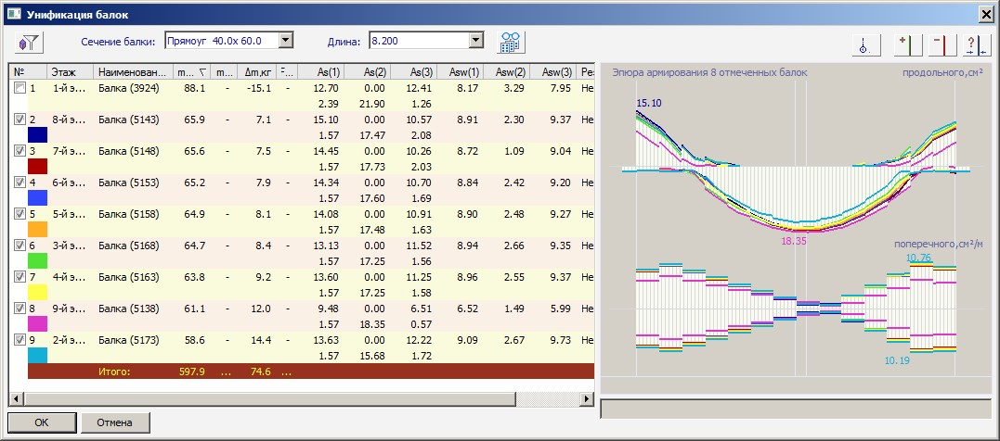 Унификация балок
Сечение балки: Прямоуг 40.0x 60.0 Длина: 8.200
№ Этаж Наименован... m... m... Δm,кг F... As(1) As(2) As(3) Asw(1) Asw(2) Asw(3) Рез
1 1-й э... Балка (3924) 88.1 - -15.1 - 12.70 0.00 12.41 8.17 3.29 7.95 Не
2.39 21.90 1.26
2 8-й э... Балка (5143) 65.9 - 7.1 - 15.10 0.00 10.57 8.91 2.30 9.37 Не
1.57 17.47 2.08
3 7-й э... Балка (5148) 65.6 - 7.5 - 14.45 0.00 10.26 8.72 1.09 9.04 Не
1.57 17.73 2.03
4 6-й э... Балка (5153) 65.2 - 7.9 - 14.34 0.00 10.70 8.84 2.42 9.20 Не
1.57 17.60 1.69
5 5-й э... Балка (5158) 64.9 - 8.1 - 14.08 0.00 10.91 8.90 2.48 9.27 Не
1.57 17.48 1.63
6 3-й э... Балка (5168) 64.7 - 8.4 - 13.13 0.00 11.52 8.94 2.66 9.35 Не
1.57 17.25 1.56
7 4-й э... Балка (5163) 63.8 - 9.2 - 13.60 0.00 11.25 8.96 2.55 9.37 Не
1.57 17.25 1.58
8 9-й э... Балка (5138) 61.1 - 12.0 - 9.48 0.00 6.51 6.52 1.49 5.99 Не
1.57 18.35 0.57
9 2-й э... Балка (5173) 58.6 - 14.4 - 13.63 0.00 12.22 9.09 2.67 9.73 Не
1.57 15.68 1.72
Итого: 597.9 ... 74.6 ...
Эпюра армирования 8 отмеченных балок продольного,см²
15.10
18.35
поперечного,см²/м
10.76
10.19
OK Отмена